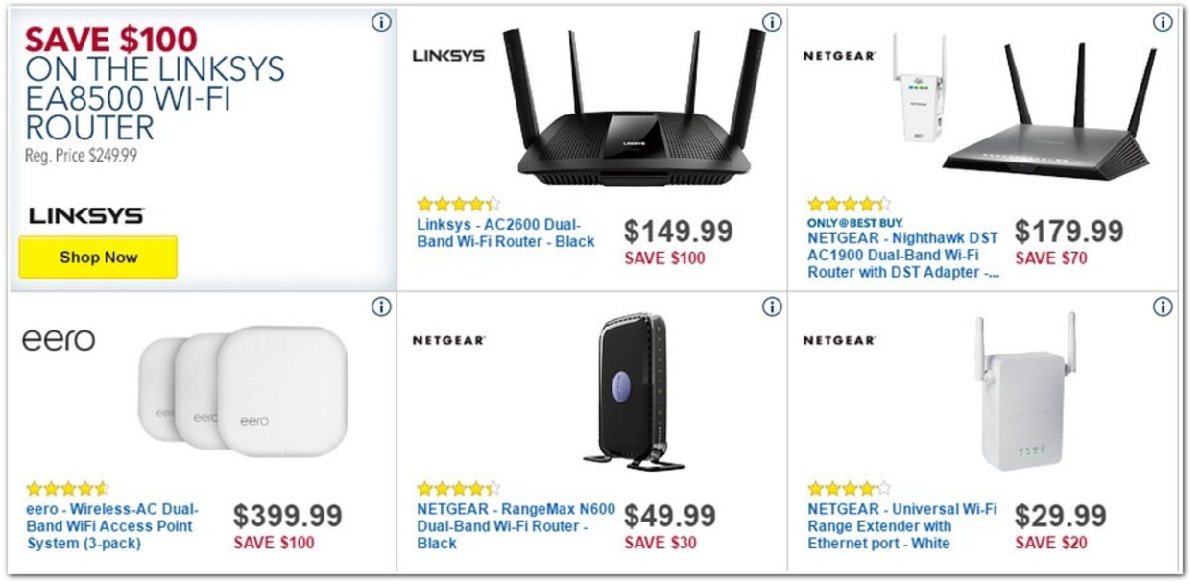 SAVE $100
ON THE LINKSYS
EA8500 WI-FI
ROUTER
Reg. Price $249.99
LINKSYS
Shop Now
LINKSYS
LINKSYS
Linksys - AC2600 Dual-
Band Wi-Fi Router - Black
$149.99
SAVE $100
NETGEAR
ONLY@BESTBUY
NETGEAR - Nighthawk DST
AC1900 Dual-Band Wi-Fi
Router with DST Adapter -...
$179.99
SAVE $70
eero
eero
eero
eero - Wireless-AC Dual-
Band WiFi Access Point
System (3-pack)
$399.99
SAVE $100
NETGEAR
NETGEAR - RangeMax N600
Dual-Band Wi-Fi Router -
Black
$49.99
SAVE $30
NETGEAR
NETGEAR - Universal Wi-Fi
Range Extender with
Ethernet port - White
$29.99
SAVE $20